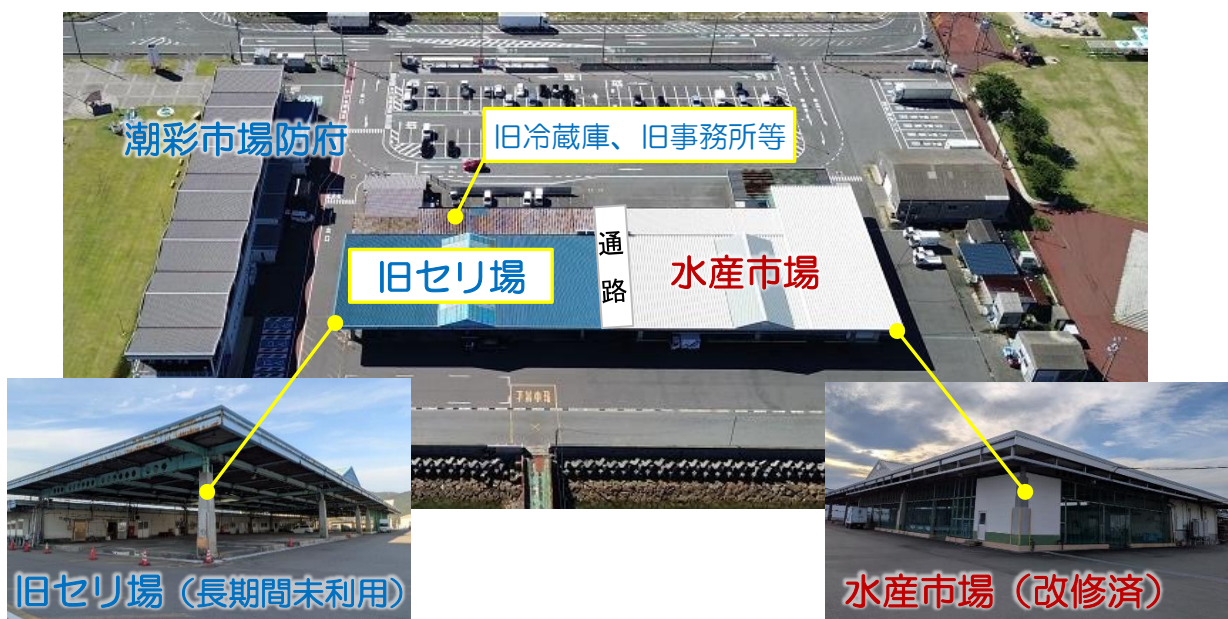 潮彩市場防府
旧冷蔵庫、旧事務所等
通路
旧セリ場
水産市場
旧セリ場（長期間未利用）
水産市場（改修済）